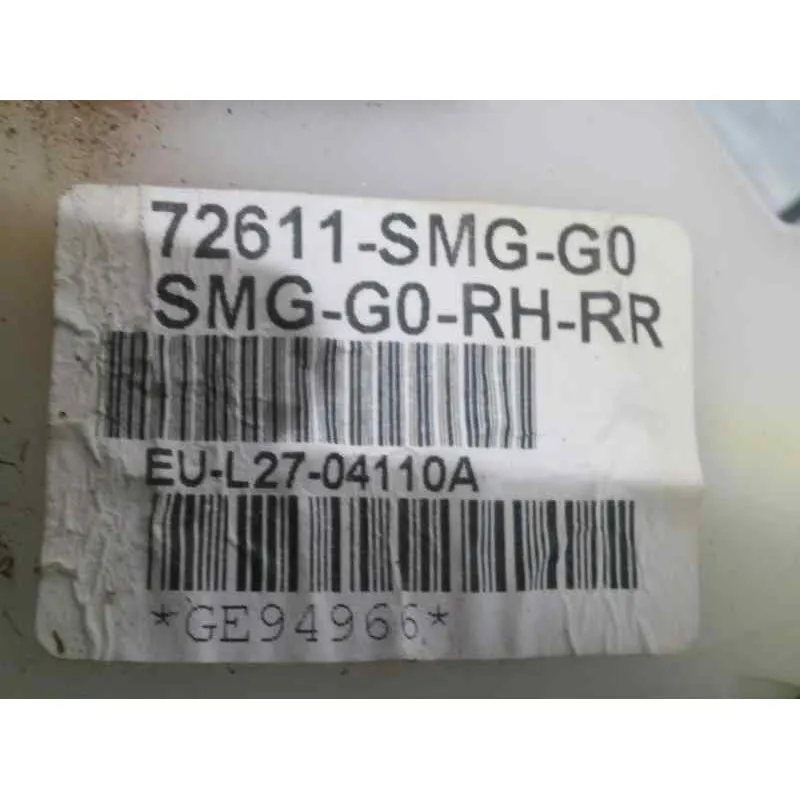 72611-SMG-G0
SMG-G0-RH-RR
EU-L27-04110A
*GE94966*